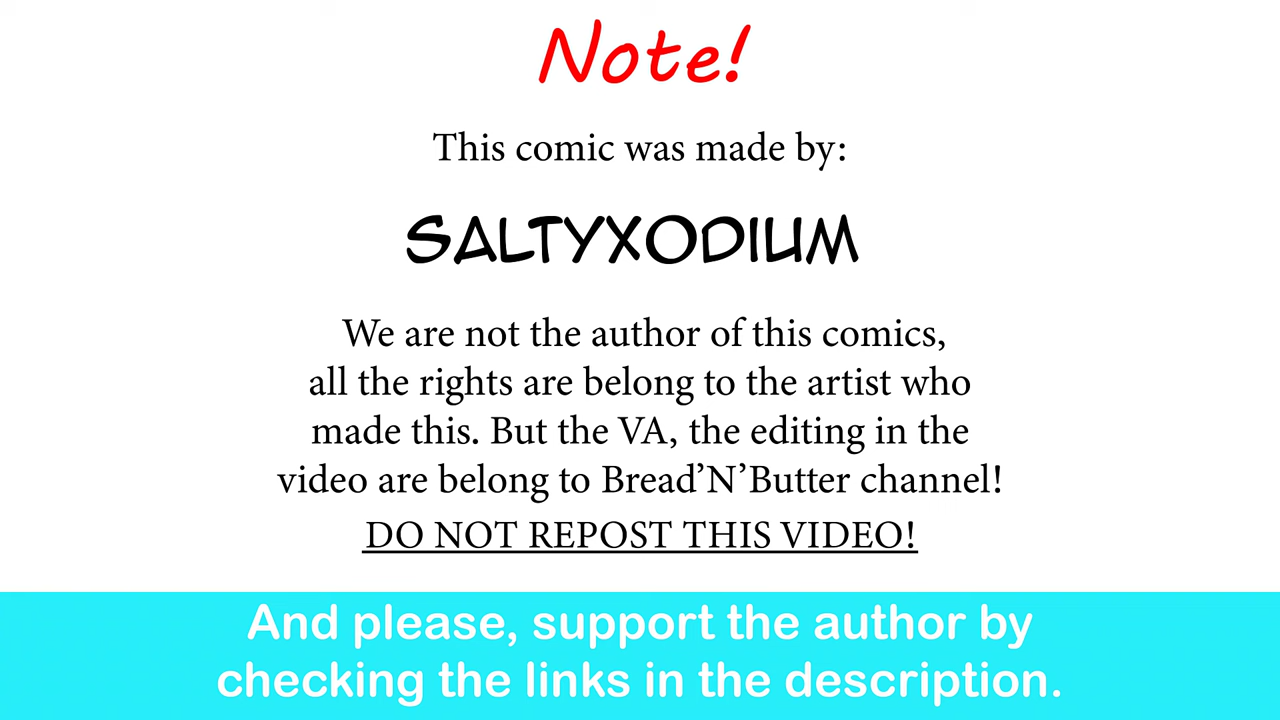 Note!
This comic was made by:
SALTYXODIUM
We are not the author of this comics,
all the rights are belong to the artist who
made this. But the VA, the editing in the
video are belong to Bread’N’Butter channel!
DO NOT REPOST THIS VIDEO!
And please, support the author by
checking the links in the description.